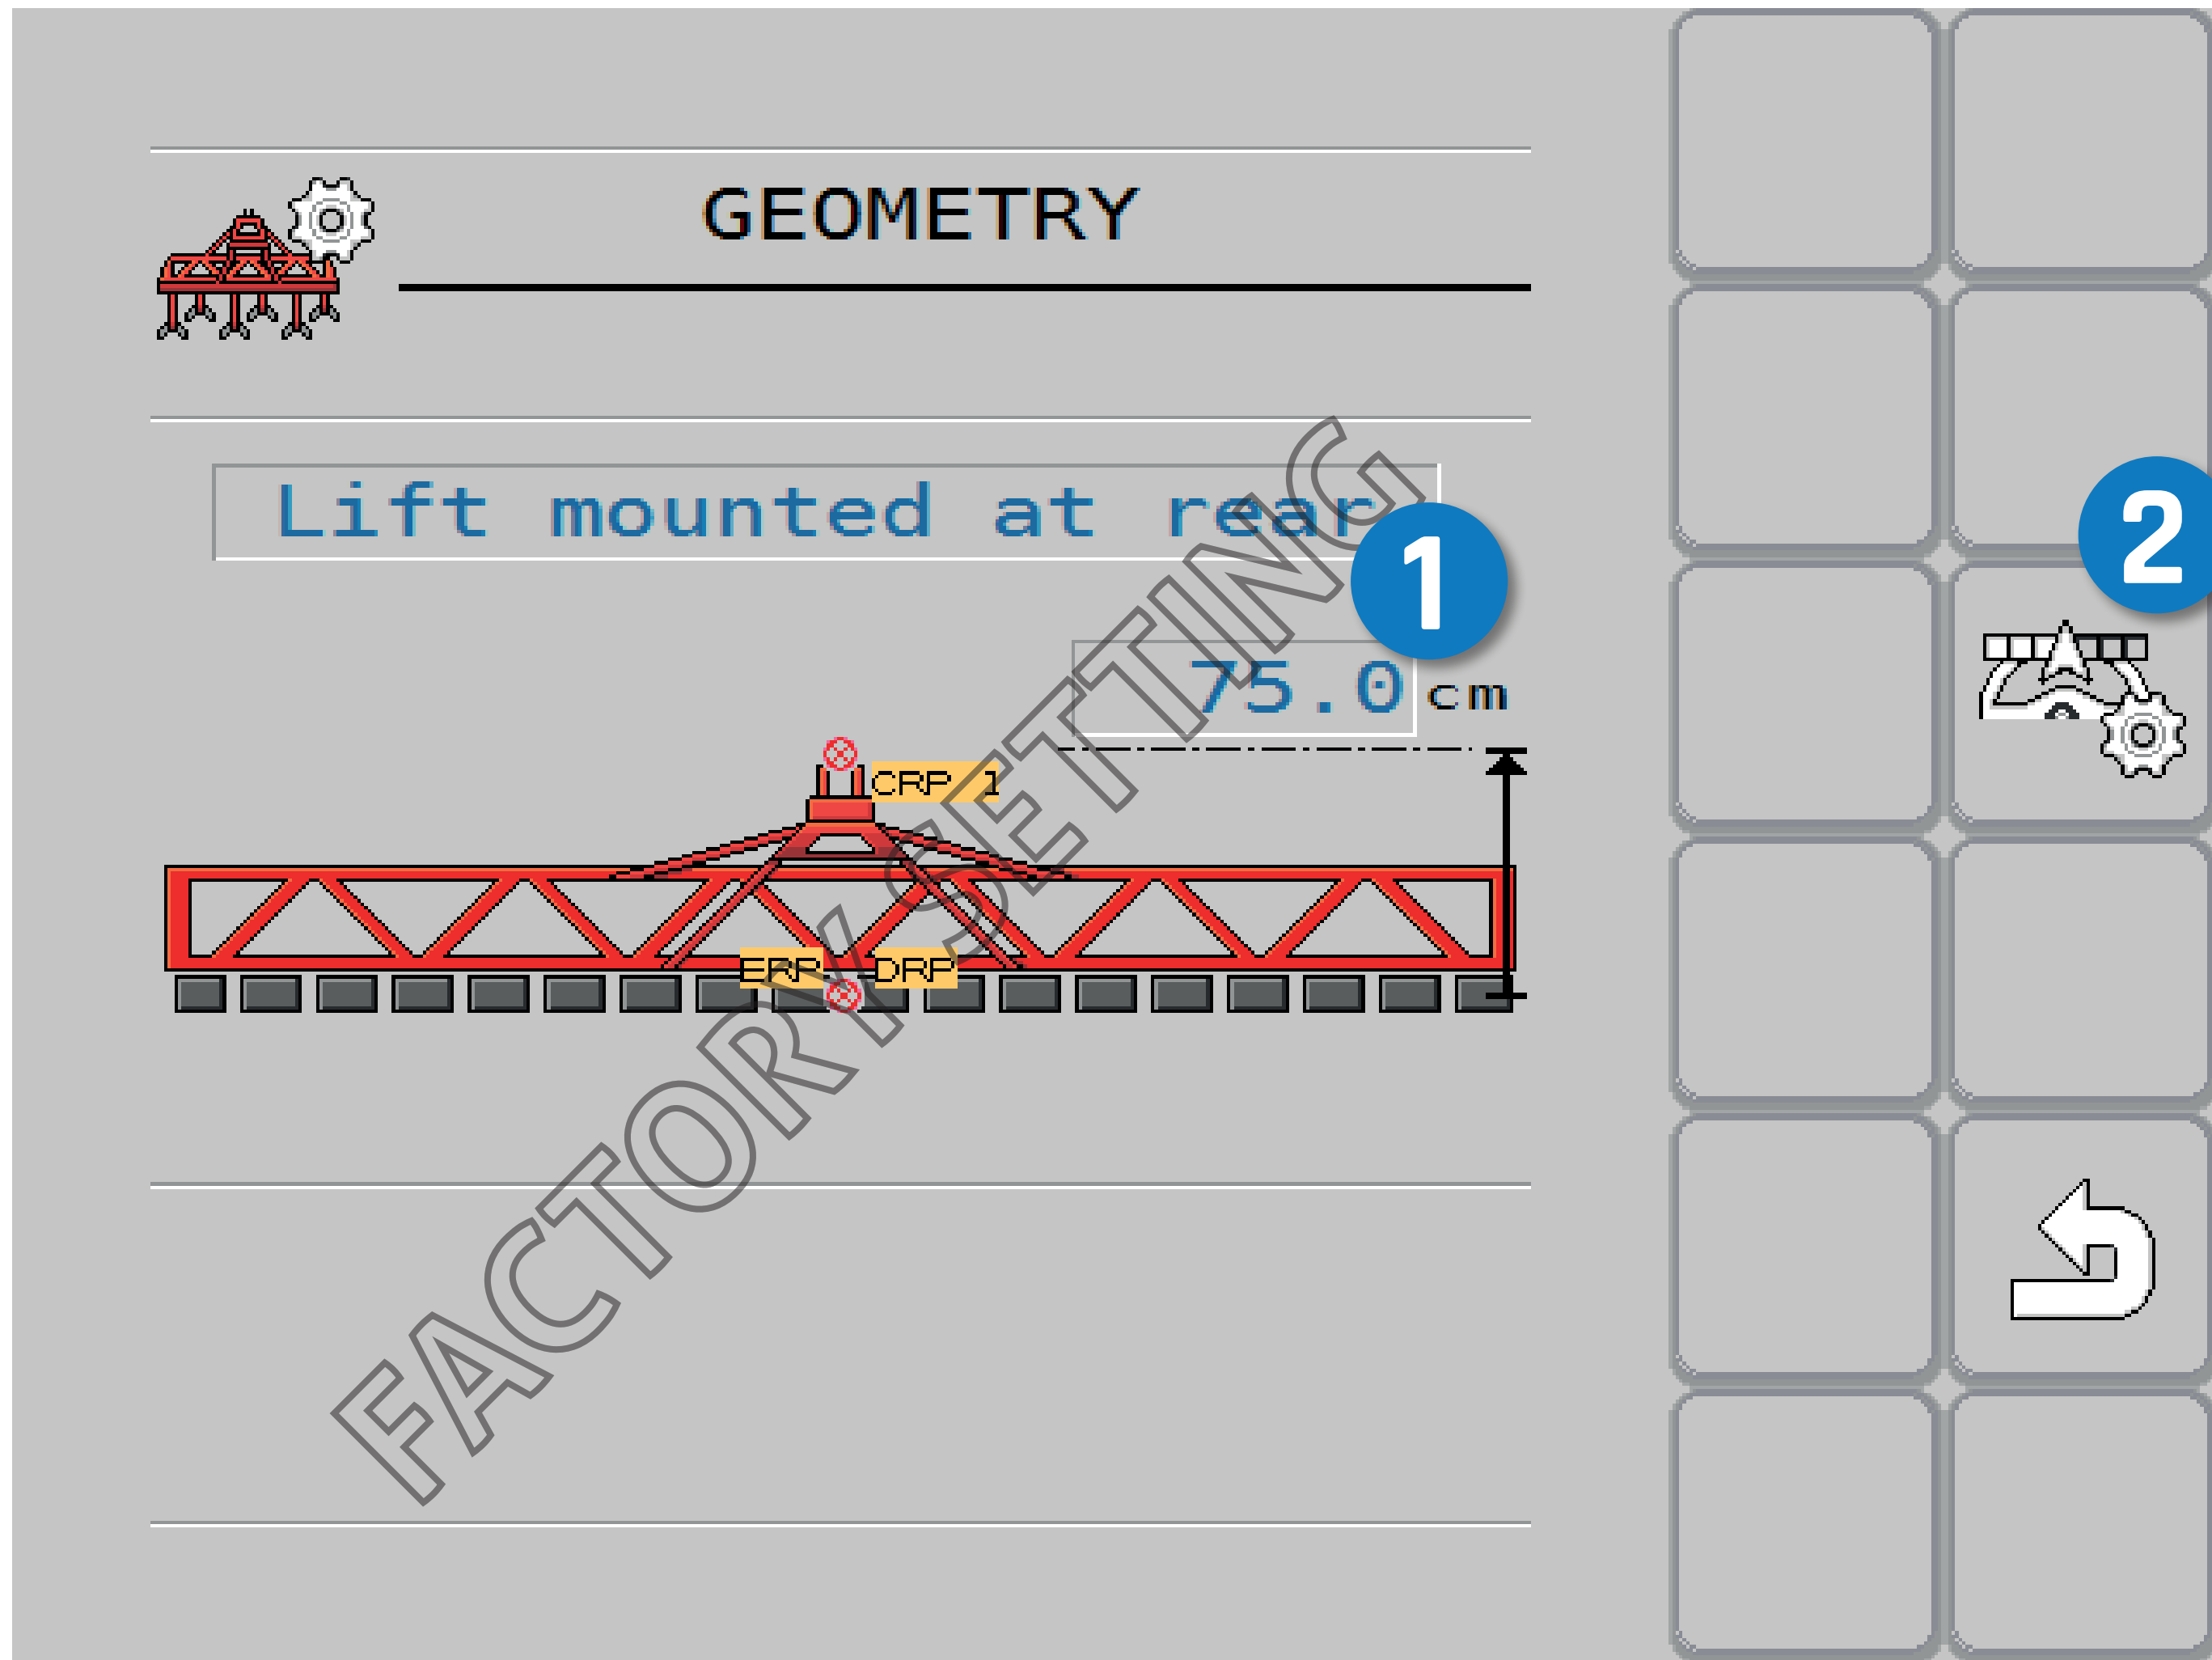 GEOMETRY
Lift mounted at rear
1
2
75.0 cm
CRP 1
ERP DRP
FACTORY SETTING